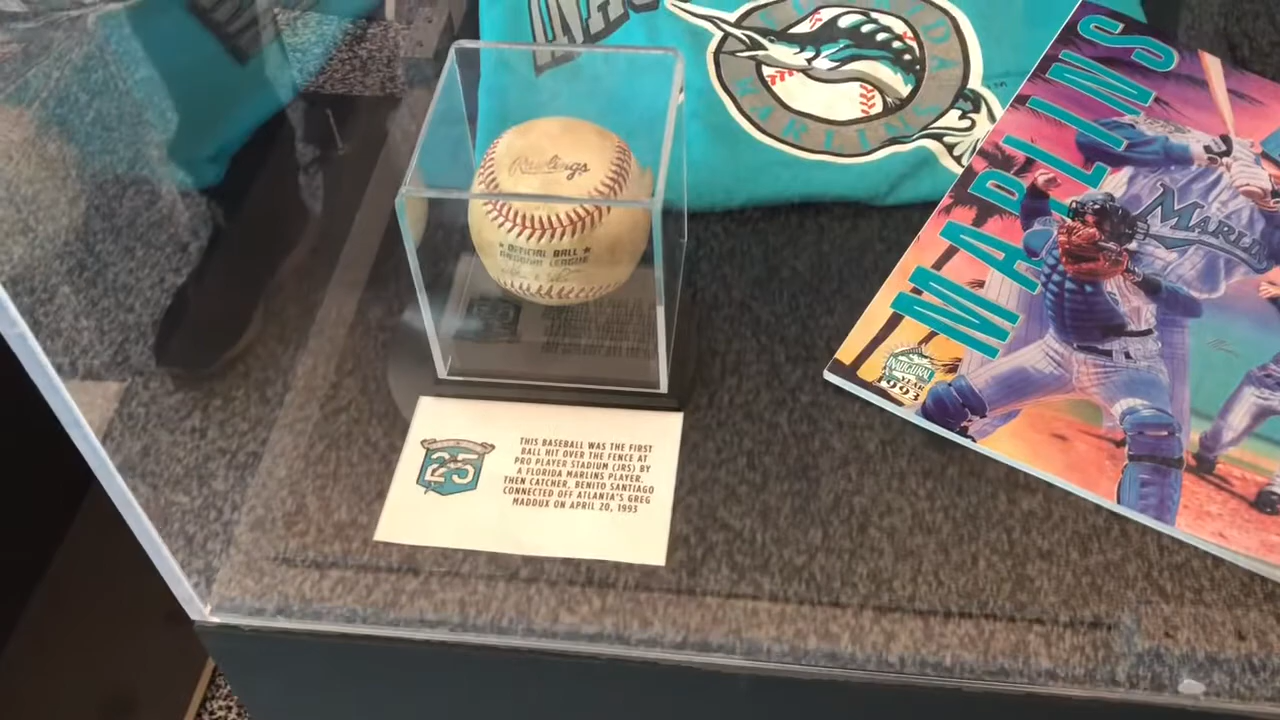 FLORIDA
MARLINS
MARLINS
MARLINS
Rawlings
★ OFFICIAL BALL ★
INAUGURAL
YEAR
1993
25
THIS BASEBALL WAS THE FIRST
BALL HIT OVER THE FENCE AT
PRO PLAYER STADIUM (JRS) BY
A FLORIDA MARLINS PLAYER.
THEN CATCHER, BENITO SANTIAGO
CONNECTED OFF ATLANTA'S GREG
MADDUX ON APRIL 20, 1993